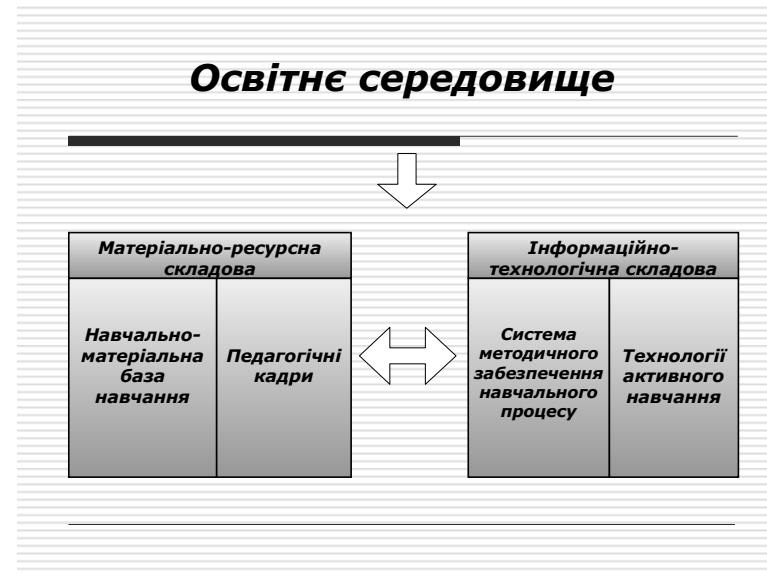 Освітнє середовище
Матеріально-ресурсна
складова
Навчально-
матеріальна
база
навчання
Педагогічні
кадри
Інформаційно-
технологічна складова
Система
методичного
забезпечення
навчального
процесу
Технології
активного
навчання